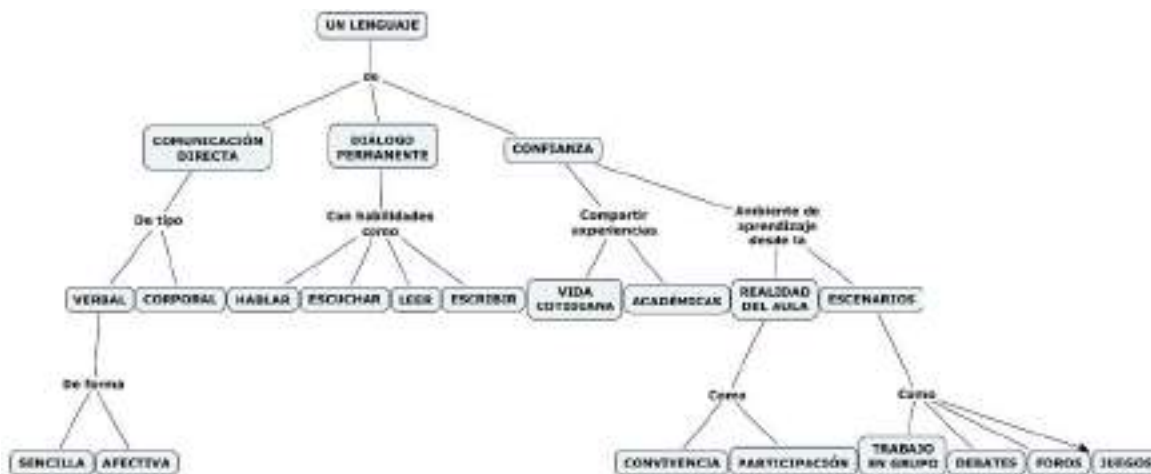 UN LENGUAJE
de
COMUNICACIÓN
DIRECTA
DIÁLOGO
PERMANENTE
CONFIANZA
De tipo
Con habilidades
como
Compartir
experiencias
Ambiente de
aprendizaje
desde la
VERBAL
CORPORAL
HABLAR
ESCUCHAR
LEER
ESCRIBIR
VIDA
COTIDIANA
ACADÉMICAS
REALIDAD
DEL AULA
ESCENARIOS
De forma
Como
Como
SENCILLA
AFECTIVA
CONVIVENCIA
PARTICIPACIÓN
TRABAJO
EN GRUPO
DEBATES
FOROS
JUEGOS